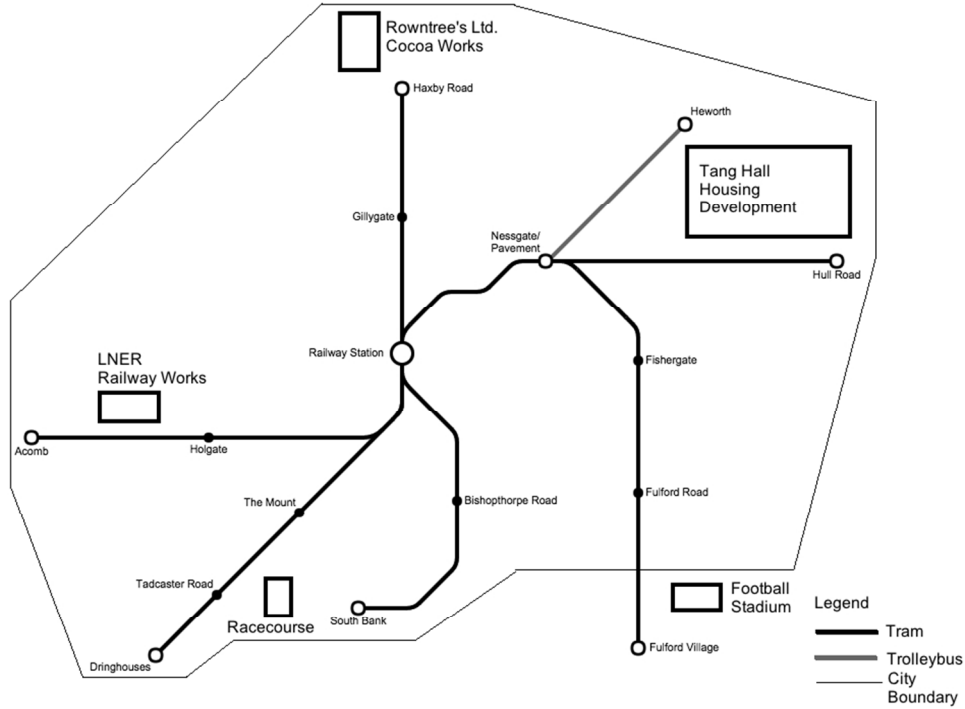 Rowntree's Ltd.
Cocoa Works
Haxby Road
Heworth
Tang Hall
Housing
Development
Gillygate
Nessgate/
Pavement
Hull Road
Railway Station
Fishergate
LNER
Railway Works
Acomb
Holgate
The Mount
Bishopthorpe Road
Fulford Road
Tadcaster Road
Racecourse
South Bank
Football
Stadium
Dringhouses
Fulford Village
Legend
Tram
Trolleybus
City
Boundary